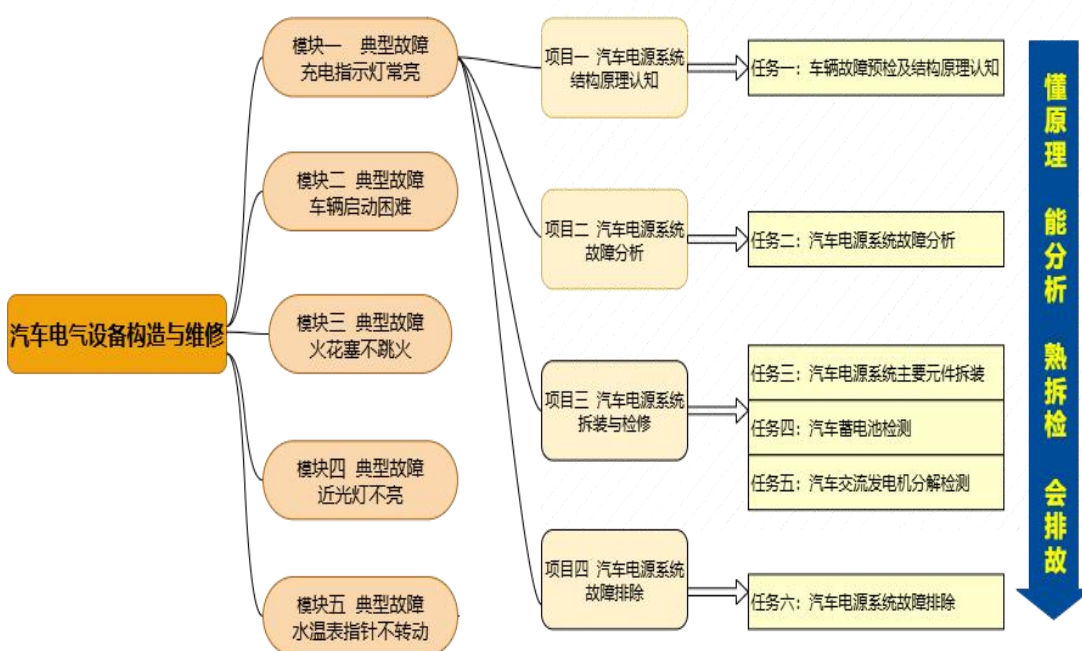 汽车电气设备构造与维修
模块一 典型故障
充电指示灯常亮
模块二 典型故障
车辆启动困难
模块三 典型故障
火花塞不跳火
模块四 典型故障
近光灯不亮
模块五 典型故障
水温表指针不转动
项目一 汽车电源系统
结构原理认知
项目二 汽车电源系统
故障分析
项目三 汽车电源系统
拆装与检修
项目四 汽车电源系统
故障排除
任务一：车辆故障预检及结构原理认知
任务二：汽车电源系统故障分析
任务三：汽车电源系统主要元件拆装
任务四：汽车蓄电池检测
任务五：汽车交流发电机分解检测
任务六：汽车电源系统故障排除
懂原理 能分析 熟拆检 会排故